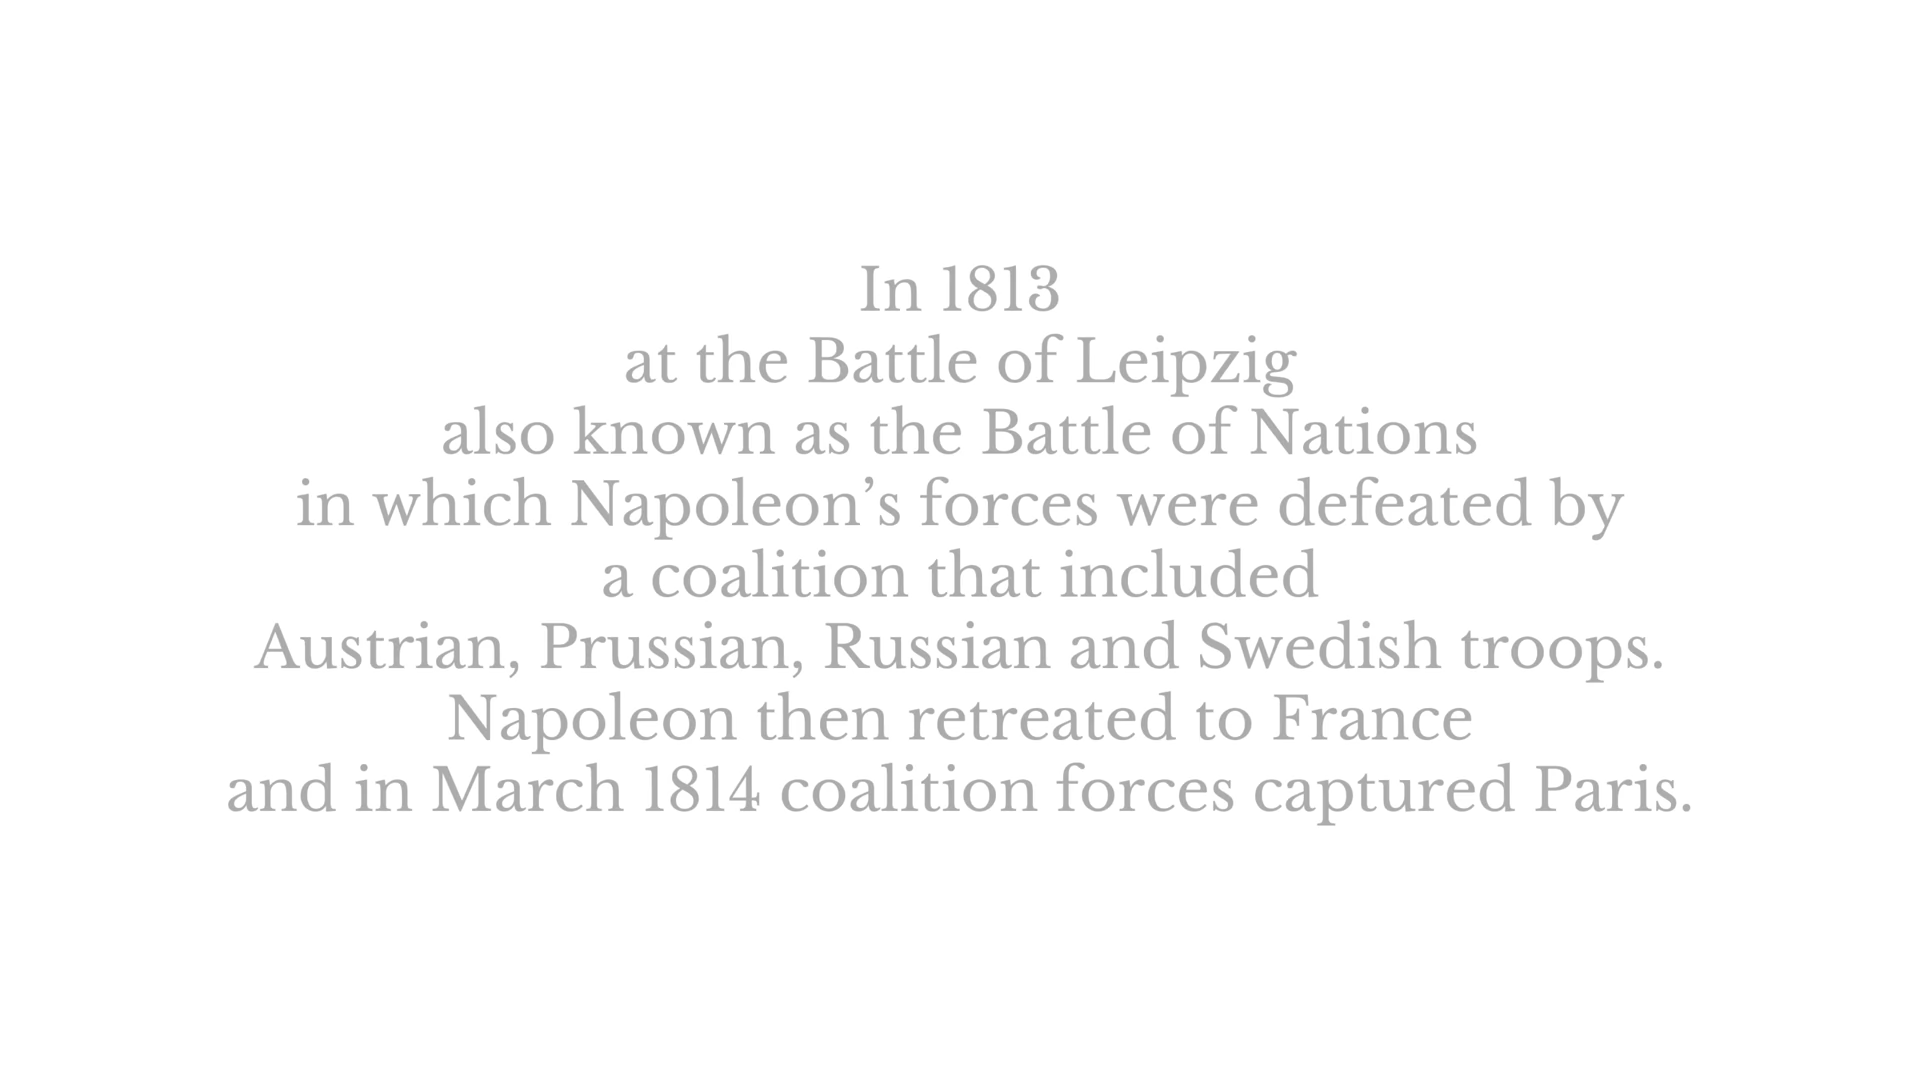 In 1813
at the Battle of Leipzig
also known as the Battle of Nations
in which Napoleon’s forces were defeated by
a coalition that included
Austrian, Prussian, Russian and Swedish troops.
Napoleon then retreated to France
and in March 1814 coalition forces captured Paris.